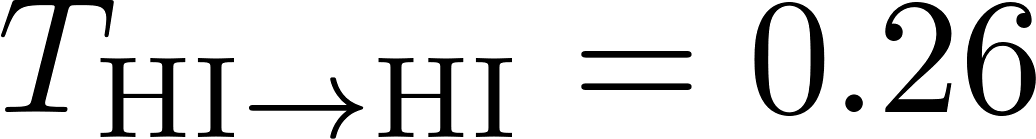 T_{HI→HI} = 0.26